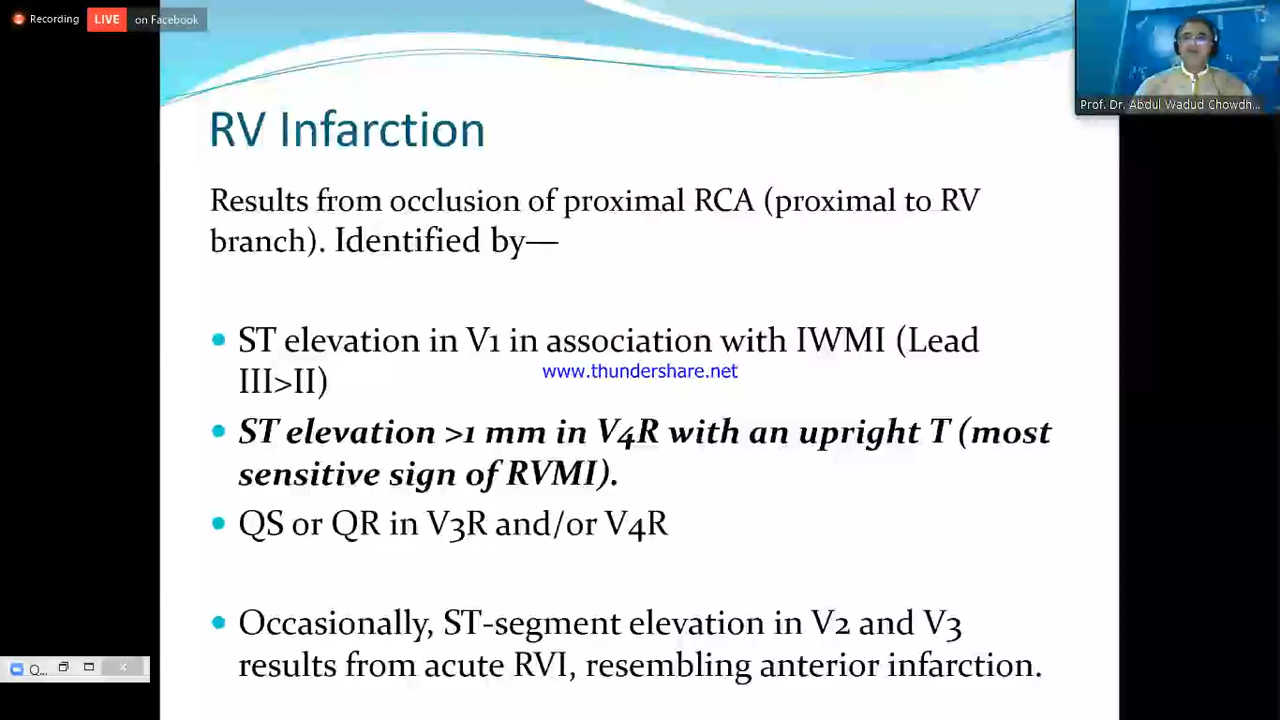 Recording
LIVE
on Facebook
Prof. Dr. Abdul Wadud Chowdh...
RV Infarction
Results from occlusion of proximal RCA (proximal to RV
branch). Identified by—
• ST elevation in V1 in association with IWMI (Lead
III>II)
www.thundershare.net
• ST elevation >1 mm in V4R with an upright T (most
sensitive sign of RVMI).
• QS or QR in V3R and/or V4R
• Occasionally, ST-segment elevation in V2 and V3
results from acute RVI, resembling anterior infarction.
Q...